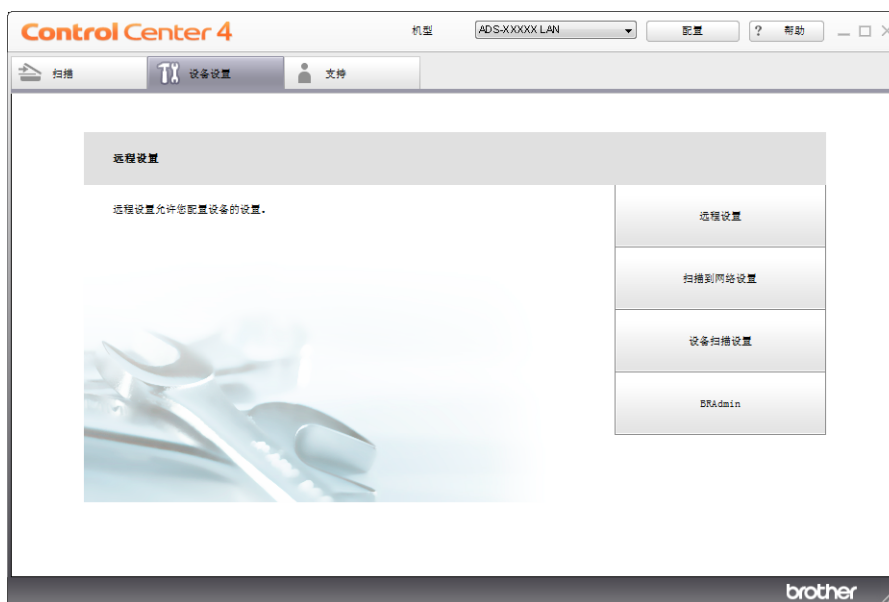 Control Center 4
机型 ADS-XXXXX LAN 配置 ? 帮助
扫描 设备设置 支持
远程设置
远程设置允许您配置设备的设置.
远程设置
扫描到网络设置
设备扫描设置
BRAdmin
brother